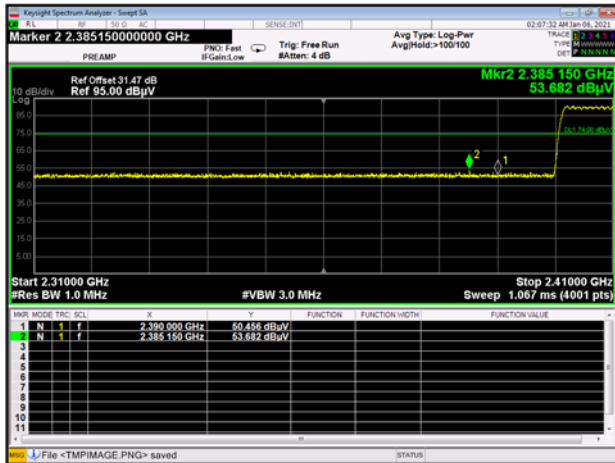 Keysight Spectrum Analyzer - Swept SA
RL RF 50 Ω AC SENSE:INT 02:07:32 AM Jan 06, 2021
Marker 2 2.385150000000 GHz
PREAMP
PNO: Fast
IFGain:Low
Trig: Free Run
#Atten: 4 dB
Avg Type: Log-Pwr
Avg|Hold:>100/100
TRACE 1 2 3 4 5 6
TYPE M WWWWW
DET P N N N N N
Mkr2 2.385 150 GHz
53.682 dBµV
Ref Offset 31.47 dB
10 dB/div Ref 95.00 dBµV
Log
85.0
75.0
DL1 74.00 dBµV
65.0
2
1
55.0
45.0
35.0
25.0
15.0
5.00
Start 2.31000 GHz Stop 2.41000 GHz
#Res BW 1.0 MHz #VBW 3.0 MHz Sweep 1.067 ms (4001 pts)
MKR MODE TRC SCL X Y FUNCTION FUNCTION WIDTH FUNCTION VALUE
1 N 1 f 2.390 000 GHz 50.456 dBµV
2 N 1 f 2.385 150 GHz 53.682 dBµV
3
4
5
6
7
8
9
10
11
MSG File <TMPIMAGE.PNG> saved STATUS